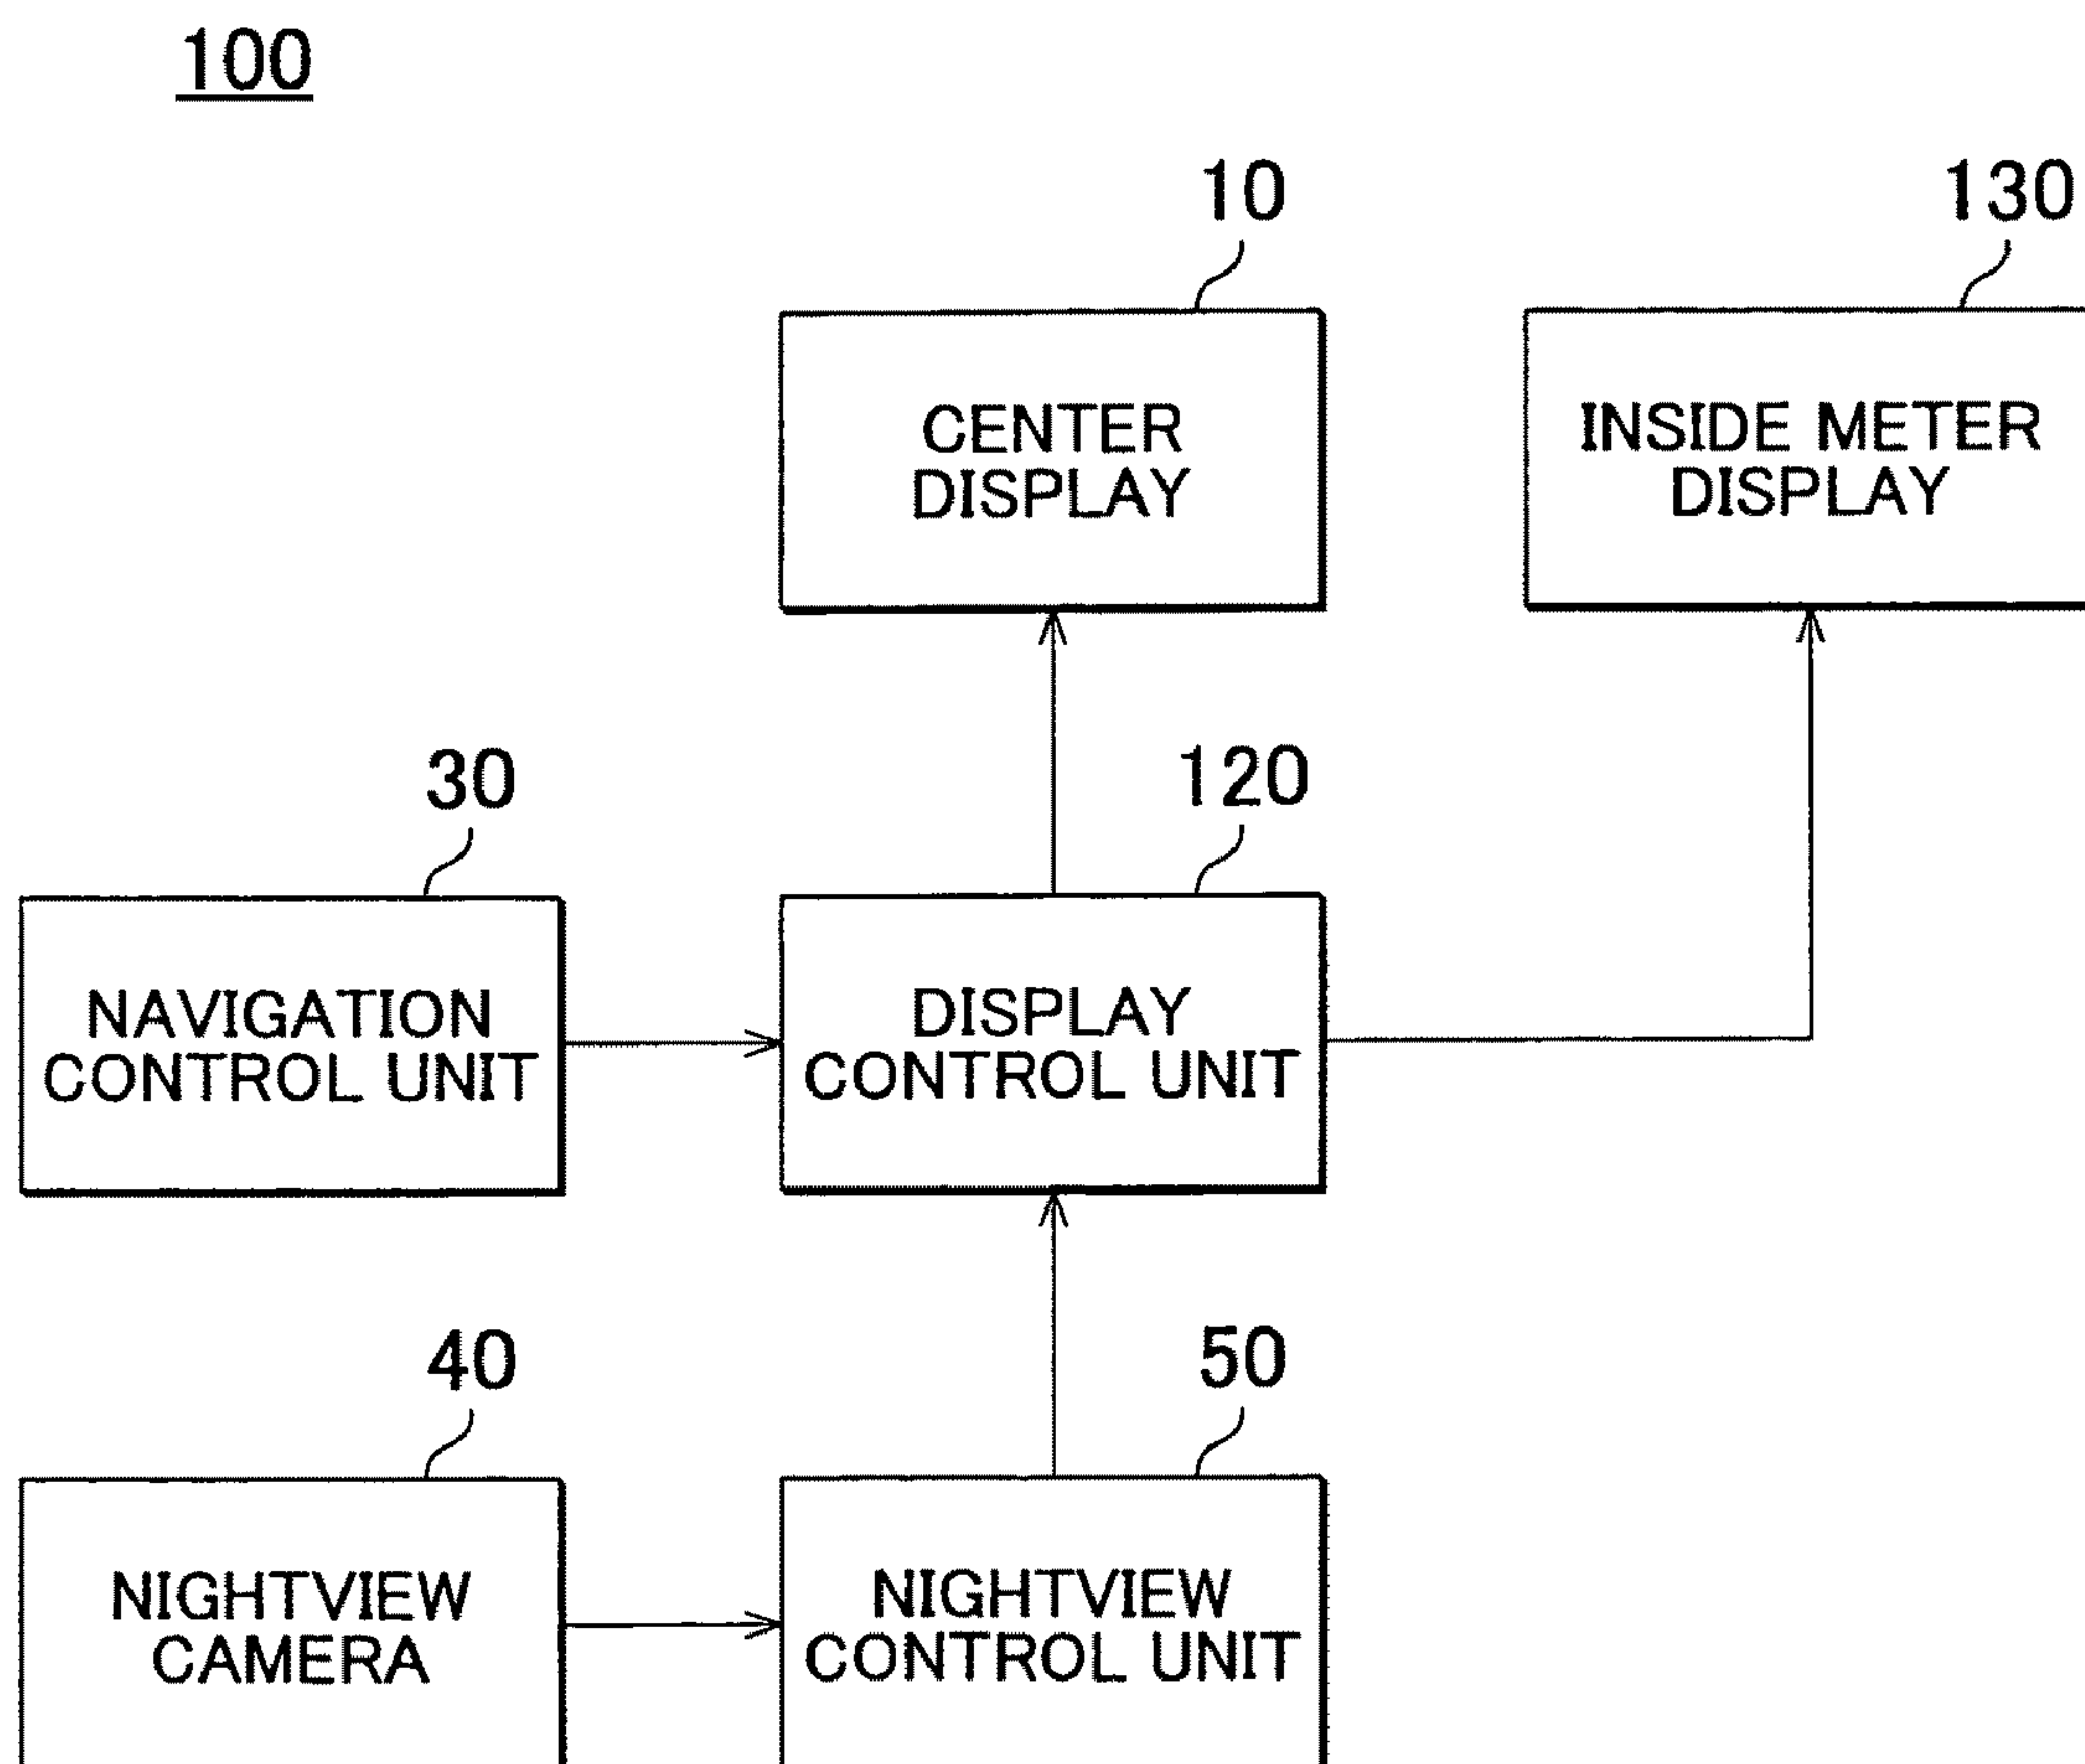 100
10
130
CENTER
DISPLAY
INSIDE METER
DISPLAY
30
120
NAVIGATION
CONTROL UNIT
DISPLAY
CONTROL UNIT
40
50
NIGHTVIEW
CAMERA
NIGHTVIEW
CONTROL UNIT